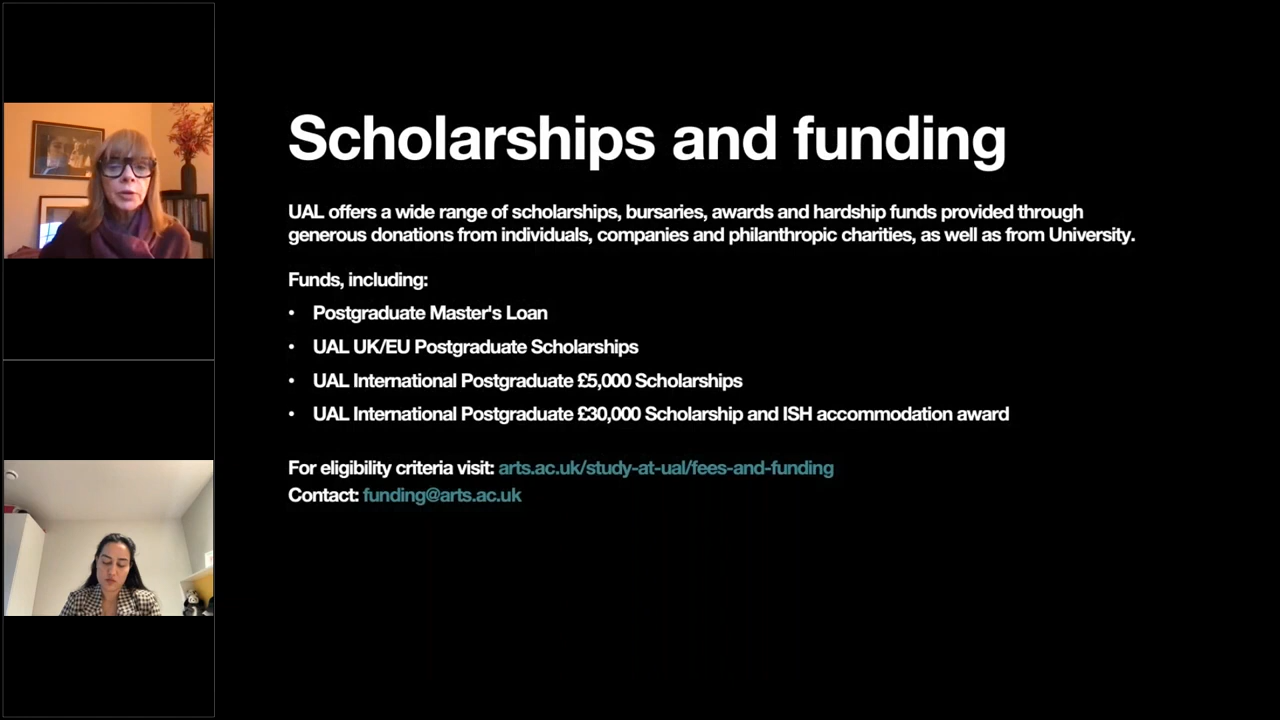 Scholarships and funding
UAL offers a wide range of scholarships, bursaries, awards and hardship funds provided through
generous donations from individuals, companies and philanthropic charities, as well as from University.
Funds, including:
• Postgraduate Master's Loan
• UAL UK/EU Postgraduate Scholarships
• UAL International Postgraduate £5,000 Scholarships
• UAL International Postgraduate £30,000 Scholarship and ISH accommodation award
For eligibility criteria visit: arts.ac.uk/study-at-ual/fees-and-funding
Contact: funding@arts.ac.uk